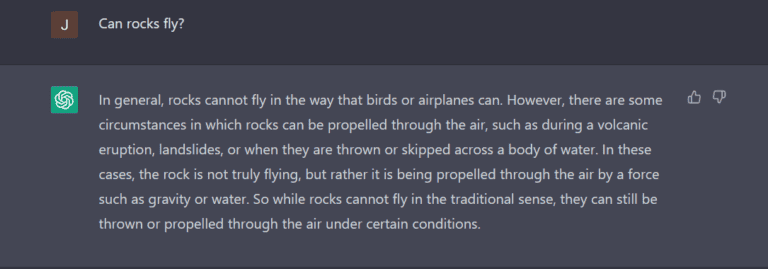 J
Can rocks fly?
In general, rocks cannot fly in the way that birds or airplanes can. However, there are some
circumstances in which rocks can be propelled through the air, such as during a volcanic
eruption, landslides, or when they are thrown or skipped across a body of water. In these
cases, the rock is not truly flying, but rather it is being propelled through the air by a force
such as gravity or water. So while rocks cannot fly in the traditional sense, they can still be
thrown or propelled through the air under certain conditions.